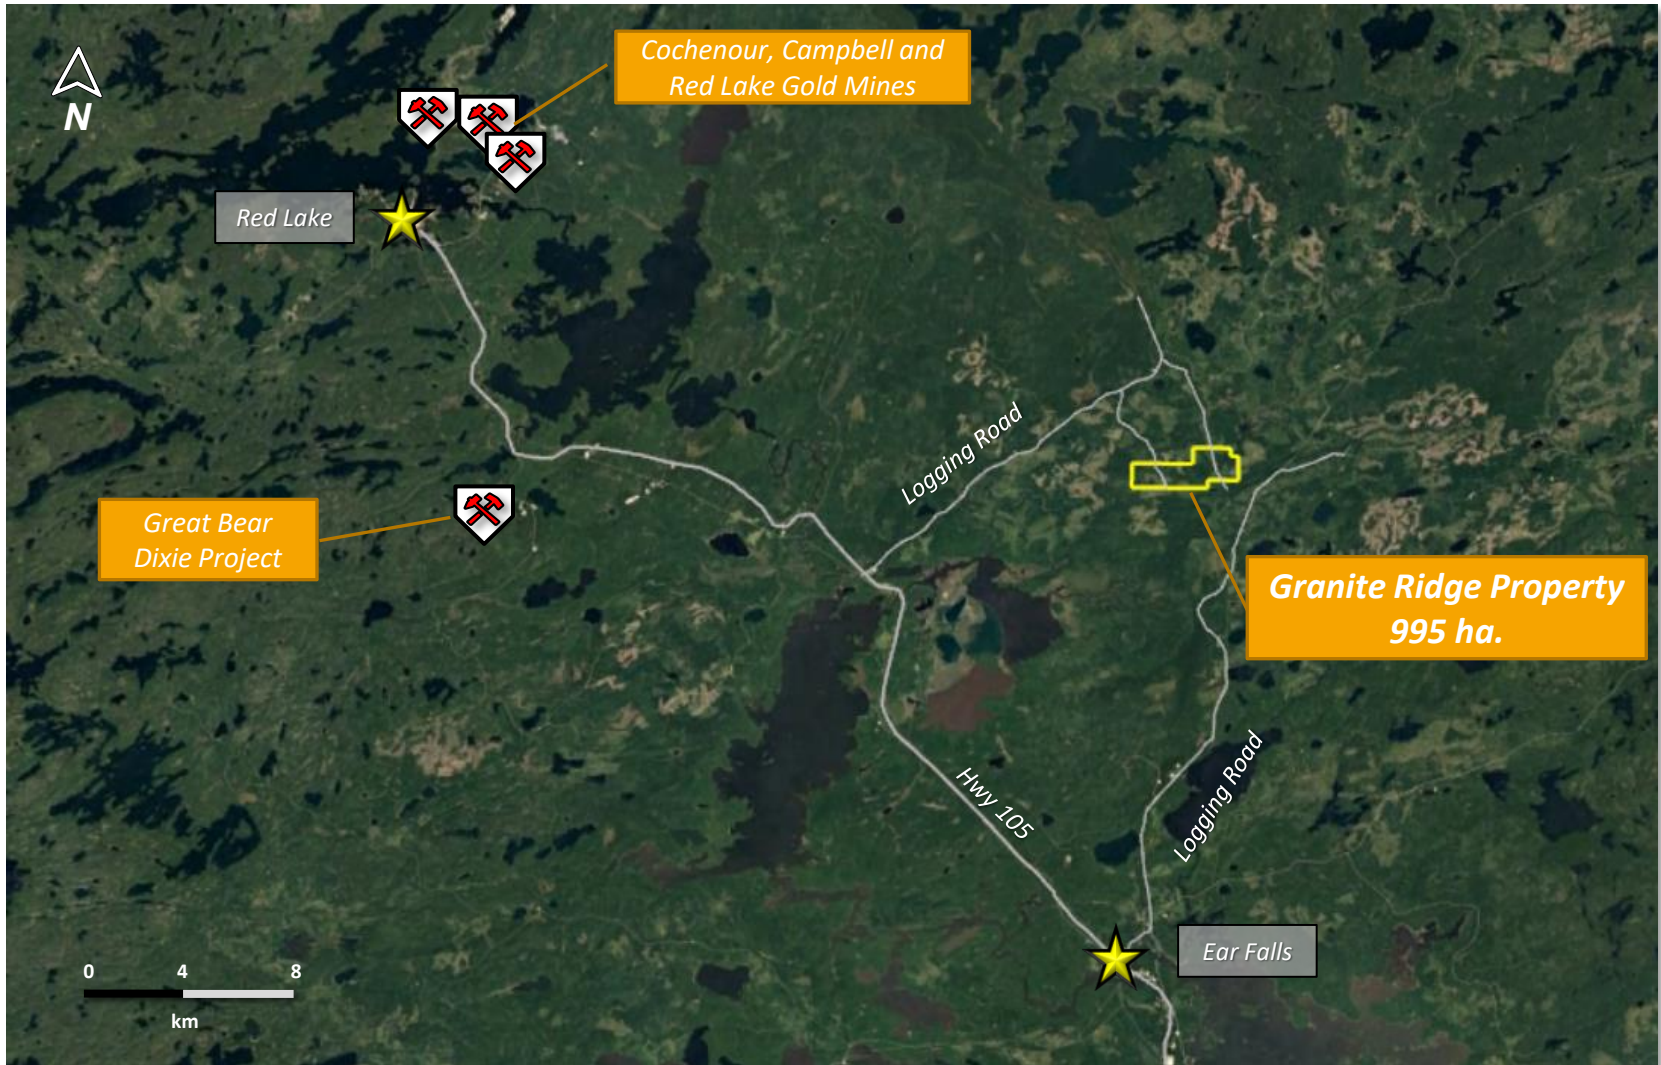 N
Cochenour, Campbell and
Red Lake Gold Mines
Red Lake
Logging Road
Great Bear
Dixie Project
Granite Ridge Property
995 ha.
Hwy 105
Logging Road
Ear Falls
0 4 8
km